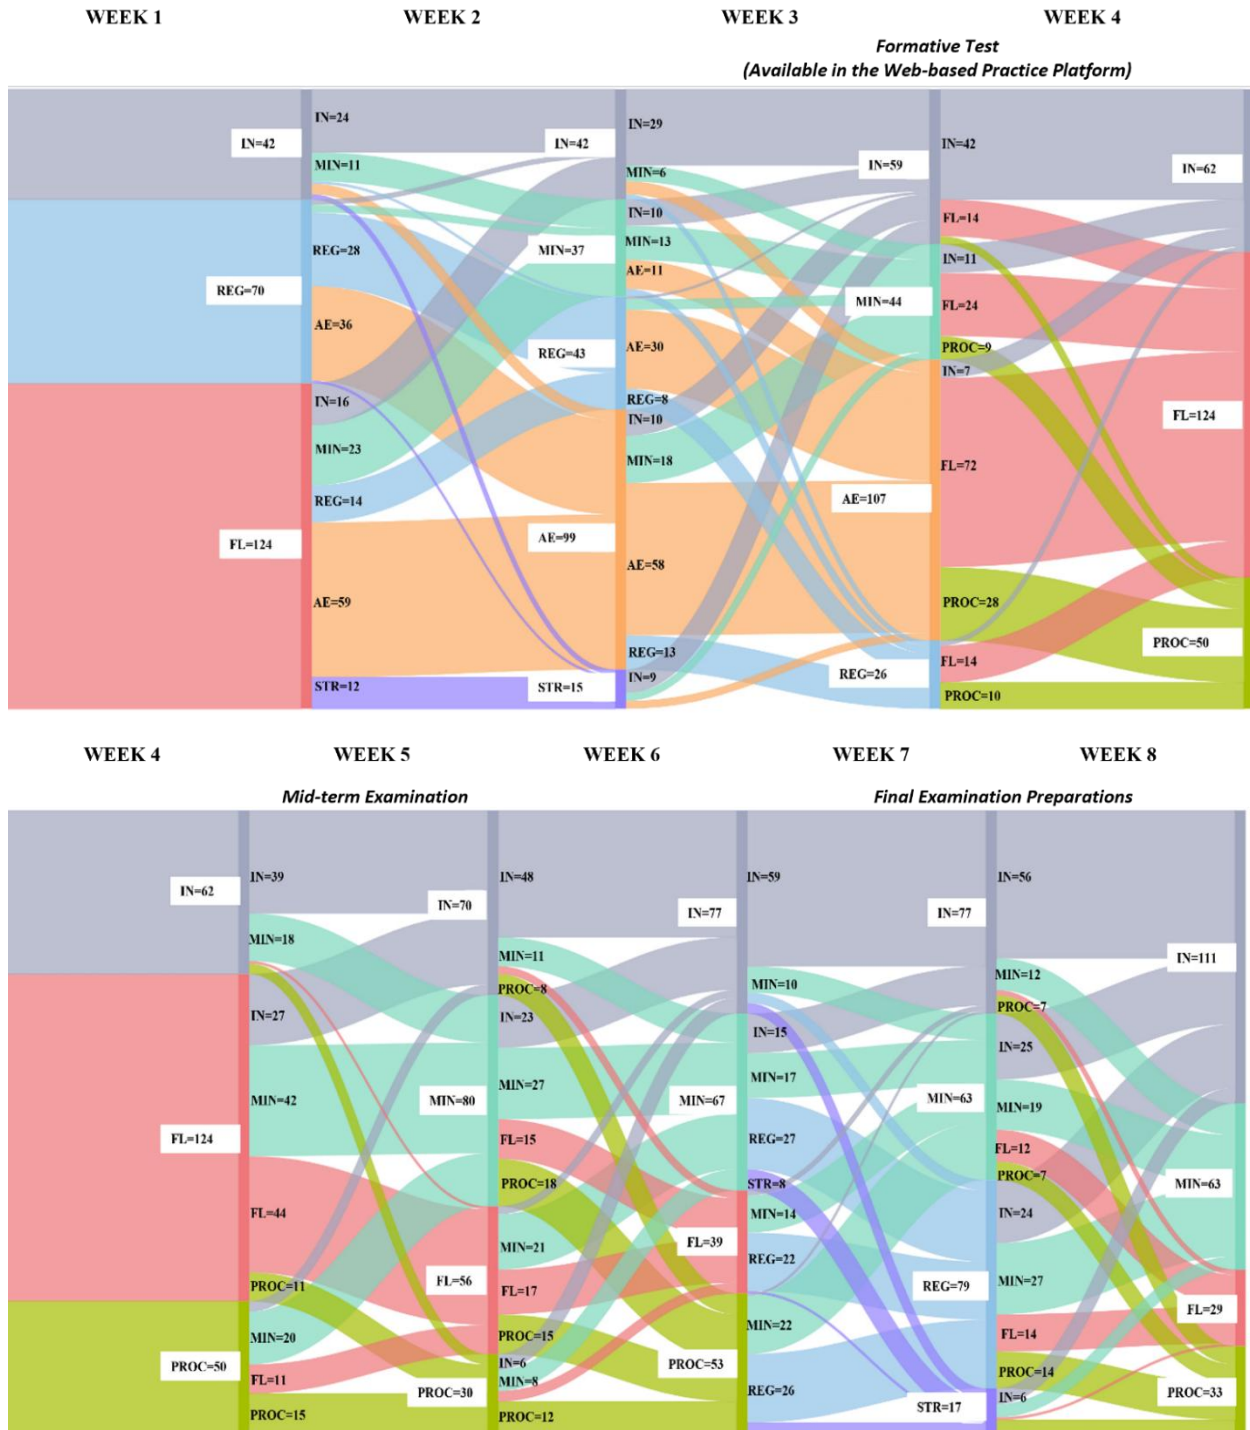 WEEK 1 WEEK 2 WEEK 3 WEEK 4
Formative Test
(Available in the Web-based Practice Platform)
IN=42
REG=70
FL=124
IN=24
MIN=11
REG=28
AE=36
IN=16
MIN=23
REG=14
AE=59
STR=12
IN=42
MIN=37
REG=43
AE=99
STR=15
IN=29
MIN=6
IN=10
MIN=13
AE=11
AE=30
REG=8
IN=10
MIN=18
AE=58
REG=13
IN=9
IN=59
MIN=44
AE=107
REG=26
IN=42
FL=14
IN=11
FL=24
PROC=9
IN=7
FL=72
PROC=28
FL=14
PROC=10
IN=62
FL=124
PROC=50
WEEK 4 WEEK 5 WEEK 6 WEEK 7 WEEK 8
Mid-term Examination Final Examination Preparations
IN=62
FL=124
PROC=50
IN=39
MIN=18
IN=27
MIN=42
FL=44
PROC=11
MIN=20
FL=11
PROC=15
IN=70
MIN=80
FL=56
PROC=30
IN=48
MIN=11
PROC=8
IN=23
MIN=27
FL=15
PROC=18
MIN=21
FL=17
PROC=15
IN=6
MIN=8
PROC=12
IN=77
MIN=67
FL=39
PROC=53
IN=59
MIN=10
IN=15
MIN=17
REG=27
STR=8
MIN=14
REG=22
MIN=22
REG=26
IN=77
MIN=63
REG=79
STR=17
IN=56
MIN=12
PROC=7
IN=25
MIN=19
FL=12
PROC=7
IN=24
MIN=27
FL=14
PROC=14
IN=6
IN=111
MIN=63
FL=29
PROC=33